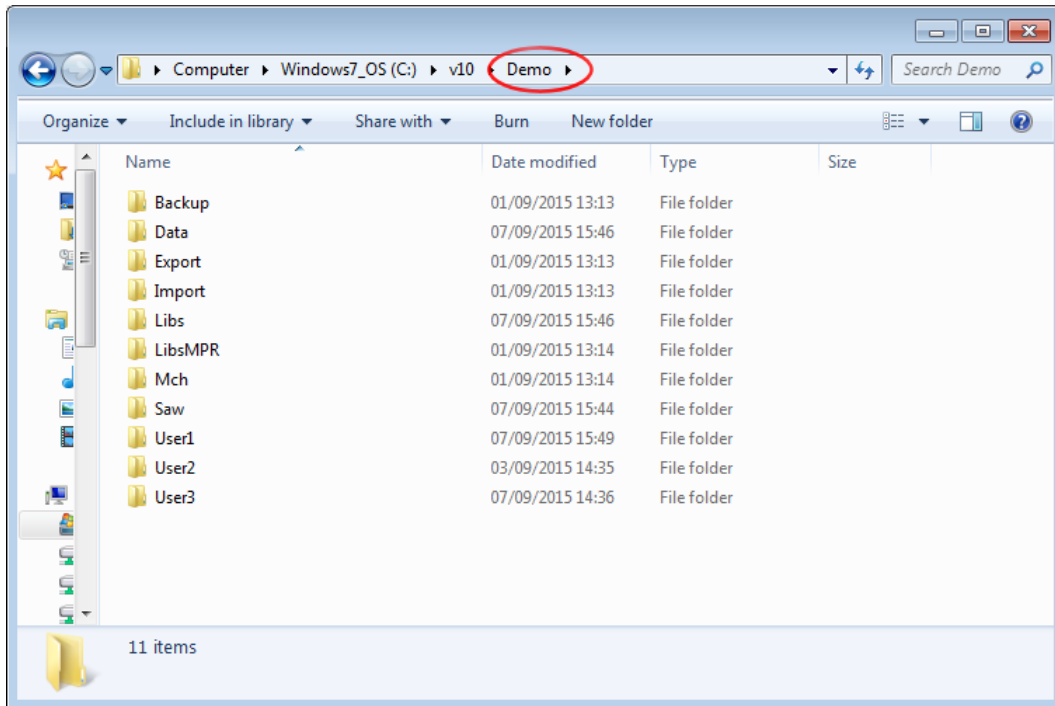 Computer Windows7_OS (C:) v10 Demo Search Demo
Organize Include in library Share with Burn New folder
Name Date modified Type Size
Backup 01/09/2015 13:13 File folder
Data 07/09/2015 15:46 File folder
Export 01/09/2015 13:13 File folder
Import 01/09/2015 13:13 File folder
Libs 07/09/2015 15:46 File folder
LibsMPR 01/09/2015 13:14 File folder
Mch 01/09/2015 13:14 File folder
Saw 07/09/2015 15:44 File folder
User1 07/09/2015 15:49 File folder
User2 03/09/2015 14:35 File folder
User3 07/09/2015 14:36 File folder
11 items